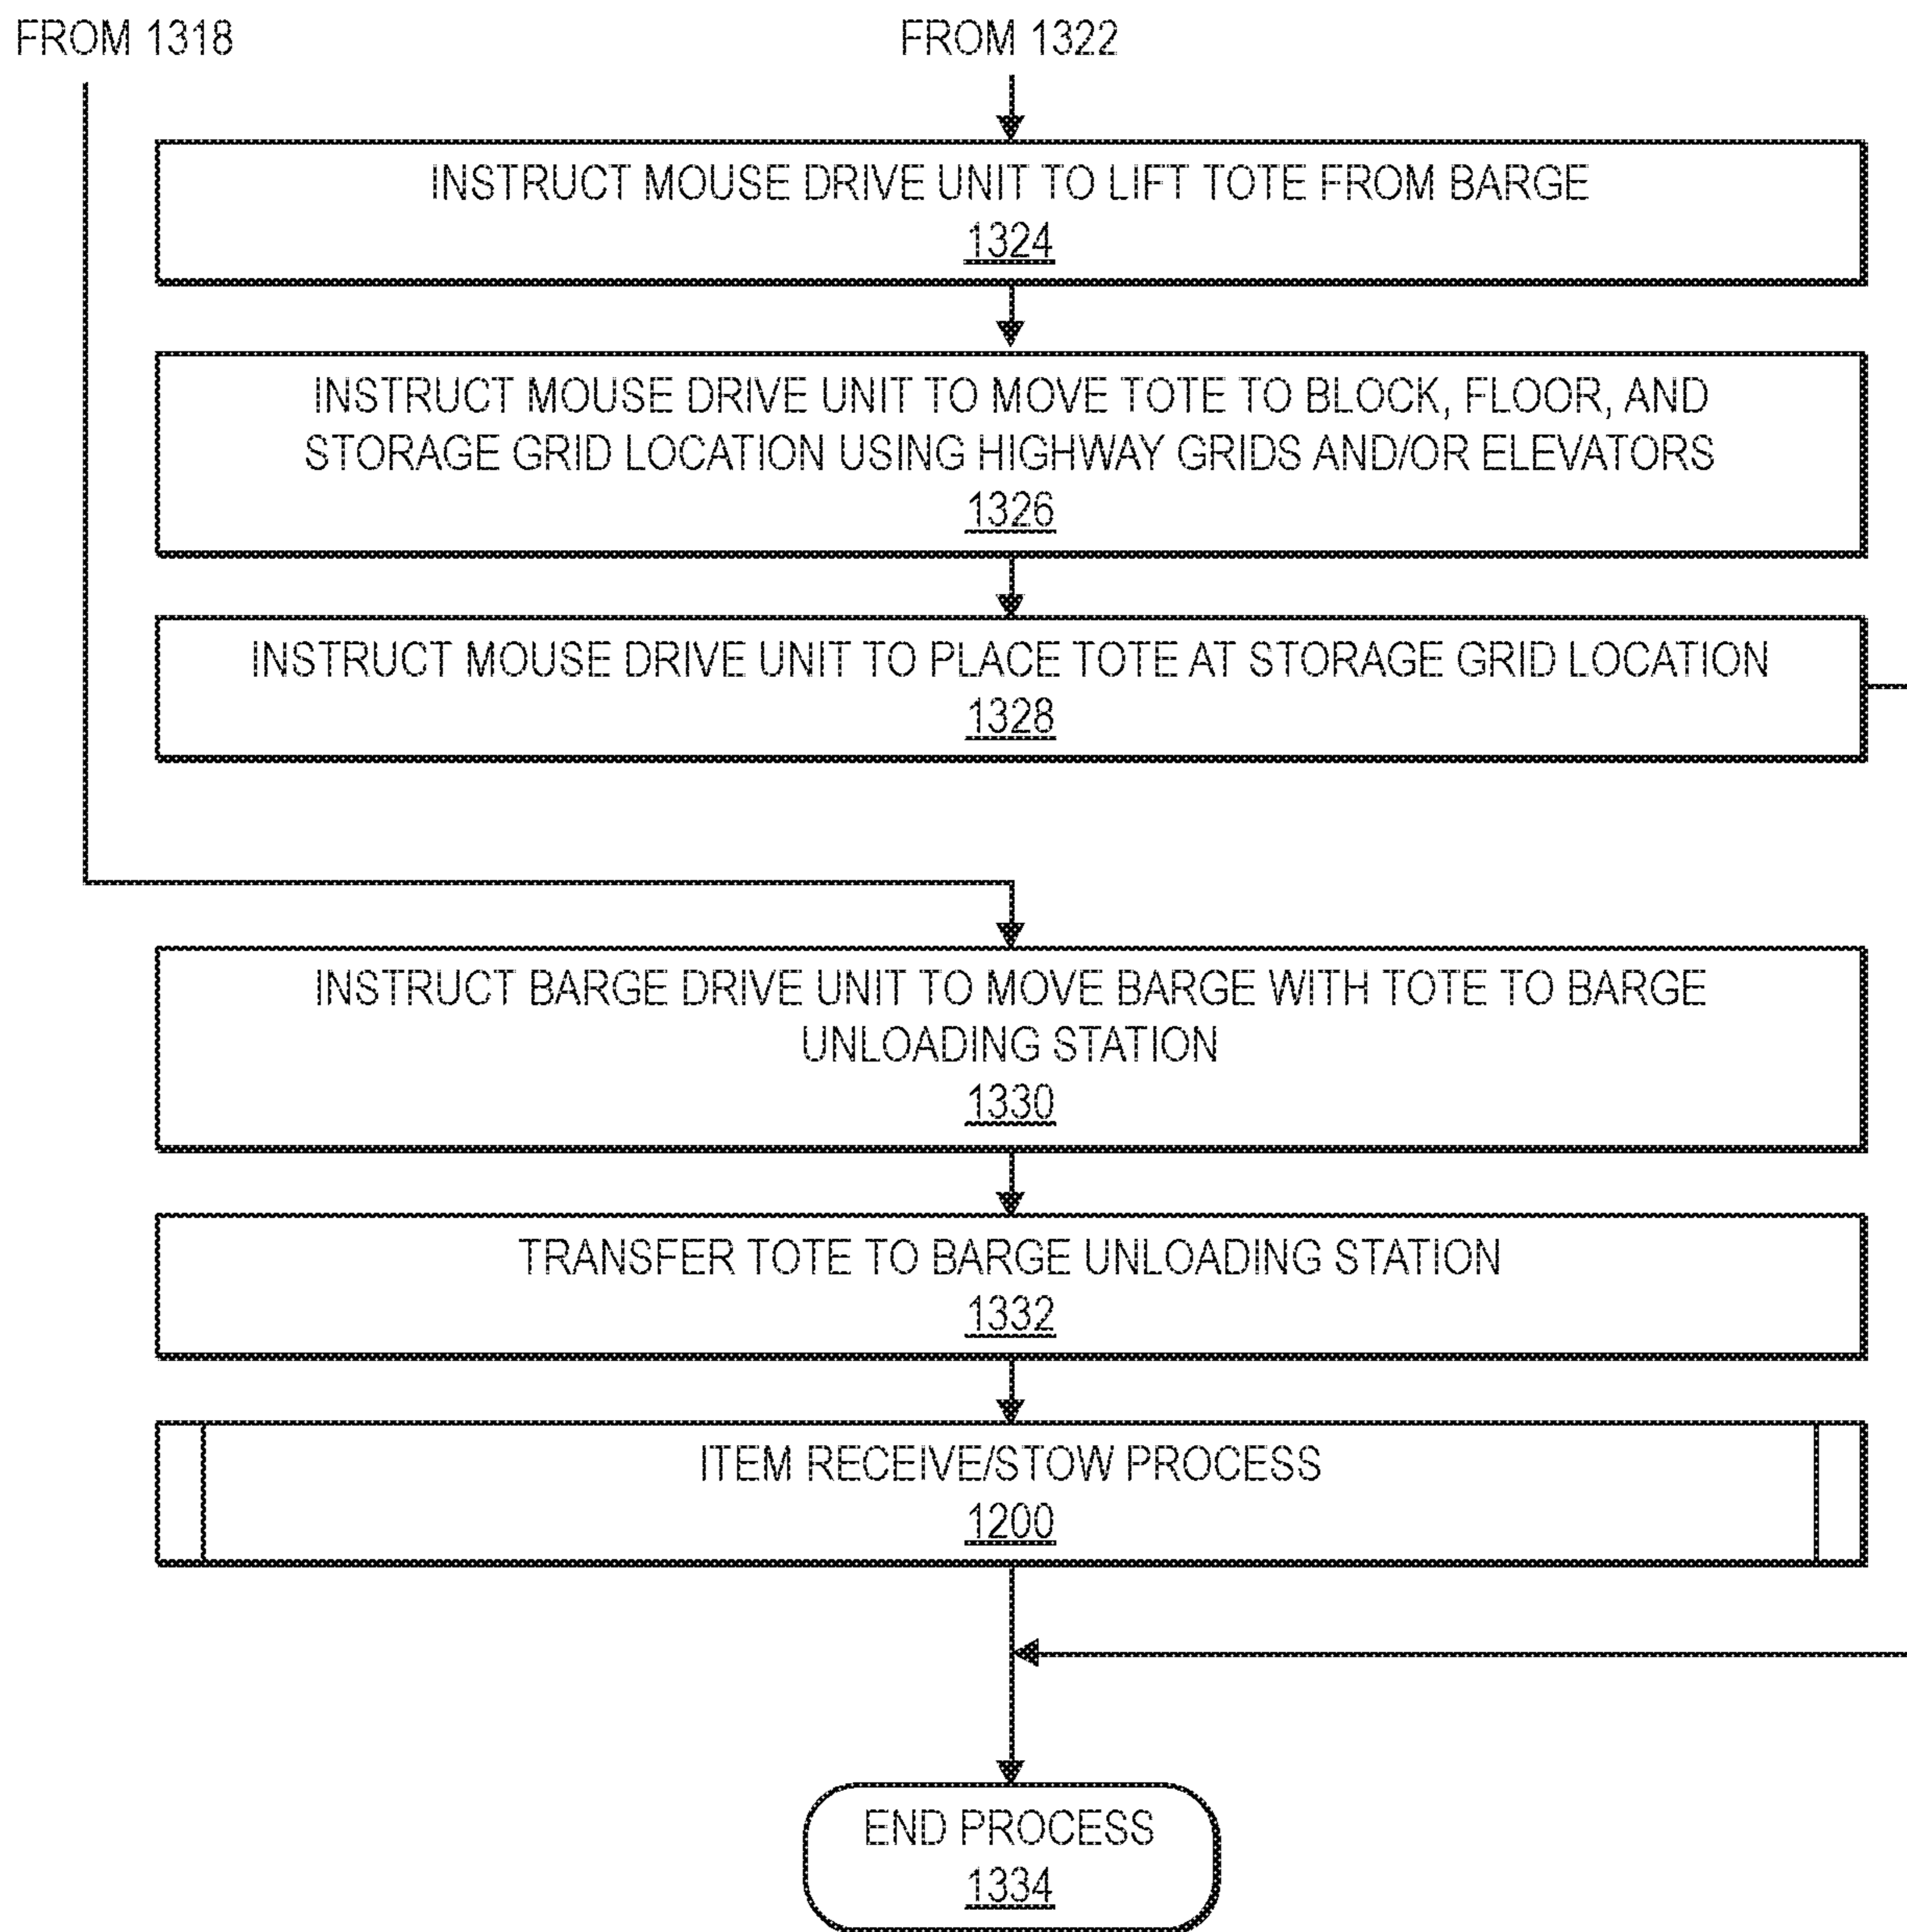 FROM 1318
FROM 1322
INSTRUCT MOUSE DRIVE UNIT TO LIFT TOTE FROM BARGE
1324
INSTRUCT MOUSE DRIVE UNIT TO MOVE TOTE TO BLOCK, FLOOR, AND
STORAGE GRID LOCATION USING HIGHWAY GRIDS AND/OR ELEVATORS
1326
INSTRUCT MOUSE DRIVE UNIT TO PLACE TOTE AT STORAGE GRID LOCATION
1328
INSTRUCT BARGE DRIVE UNIT TO MOVE BARGE WITH TOTE TO BARGE
UNLOADING STATION
1330
TRANSFER TOTE TO BARGE UNLOADING STATION
1332
ITEM RECEIVE/STOW PROCESS
1200
END PROCESS
1334